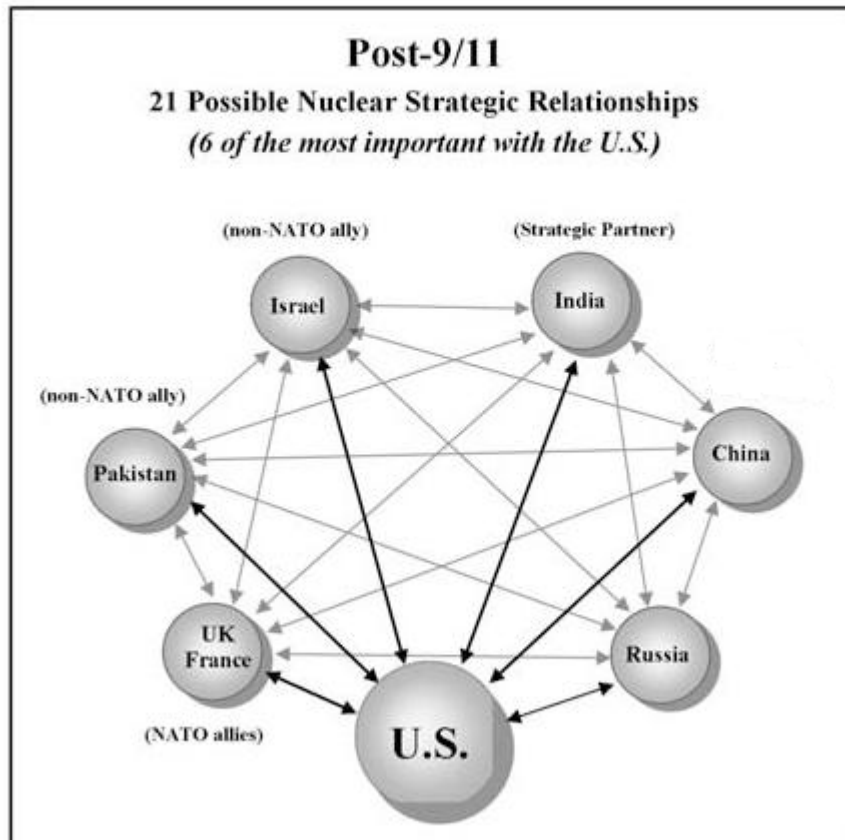 Post-9/11
21 Possible Nuclear Strategic Relationships
(6 of the most important with the U.S.)
(non-NATO ally)
(Strategic Partner)
Israel
India
(non-NATO ally)
Pakistan
China
UK
France
Russia
(NATO allies)
U.S.